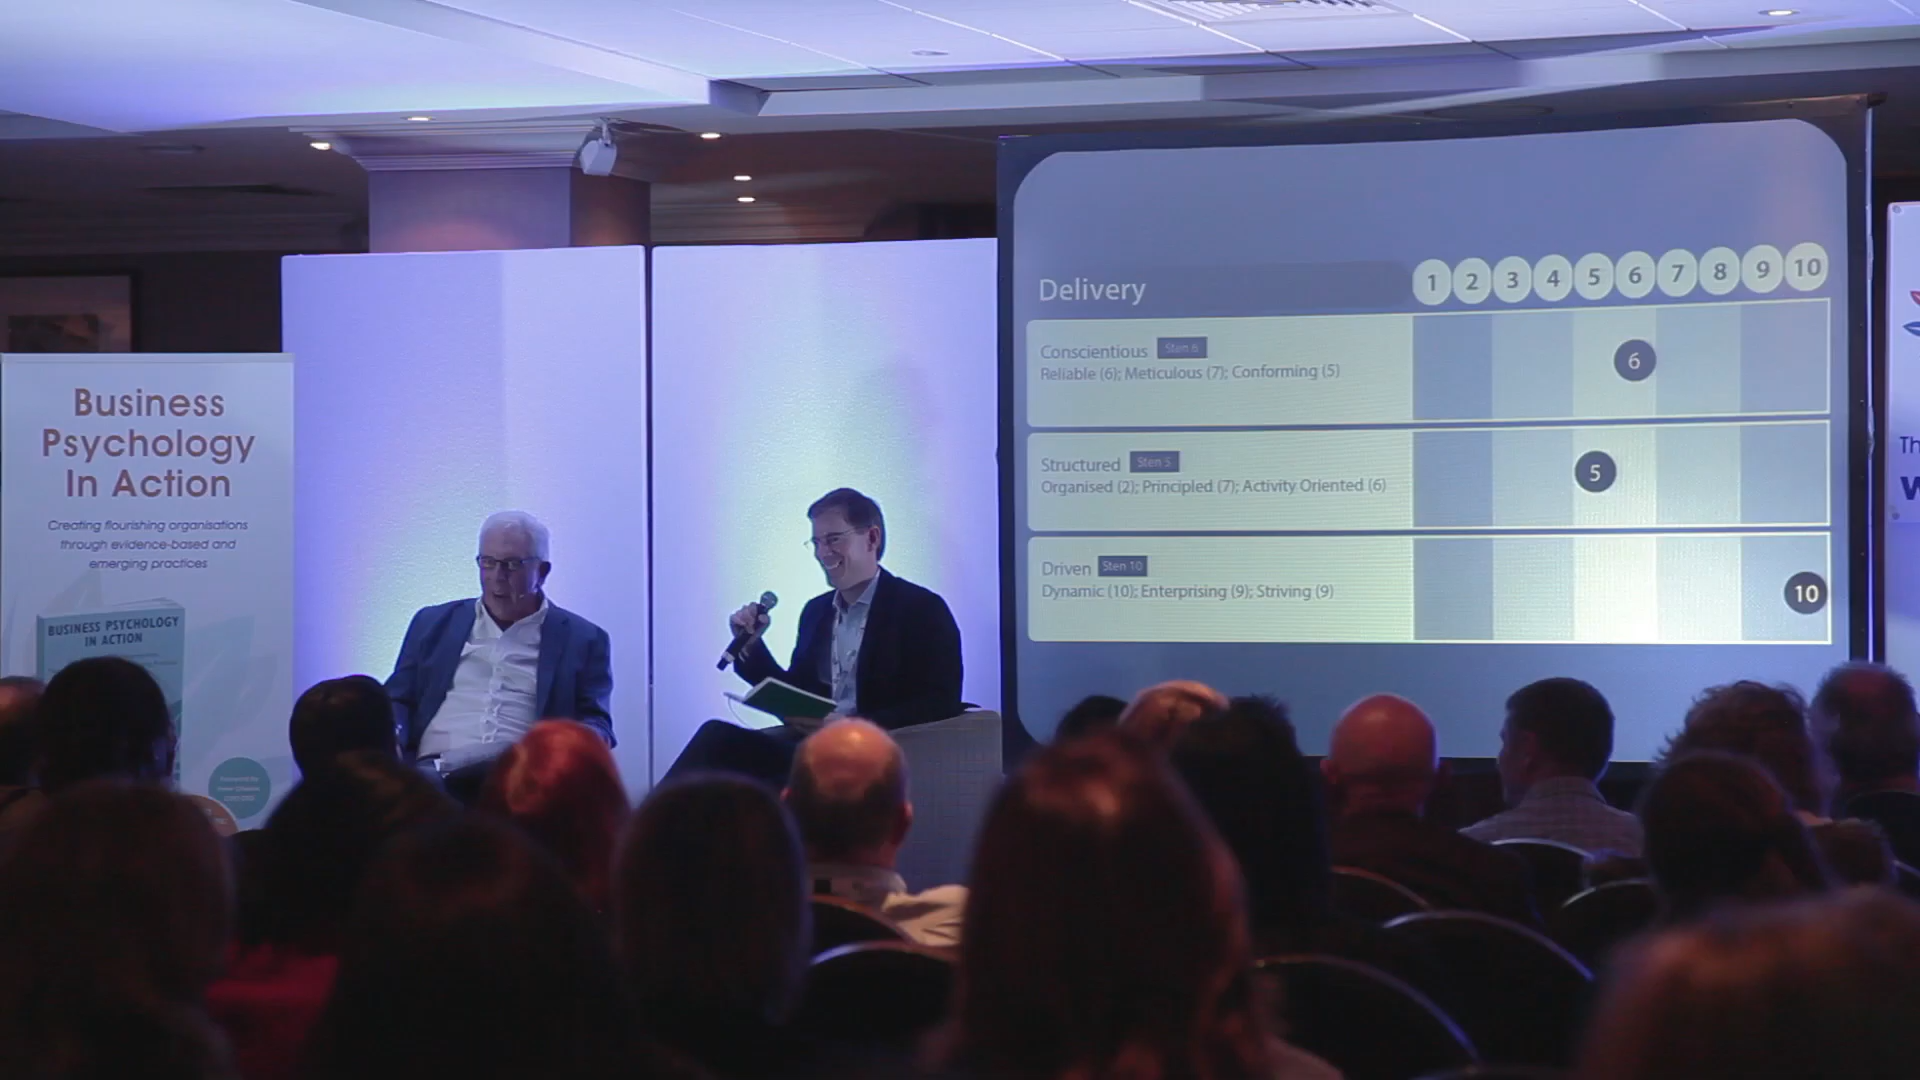 Business
Psychology
In Action
Creating flourishing organisations
through evidence-based and
emerging practices
BUSINESS PSYCHOLOGY
IN ACTION
Delivery
1 2 3 4 5 6 7 8 9 10
Conscientious Sten 6
Reliable (6); Meticulous (7); Conforming (5)
6
Structured Sten 5
Organised (2); Principled (7); Activity Oriented (6)
5
Driven Sten 10
Dynamic (10); Enterprising (9); Striving (9)
10
Th
W